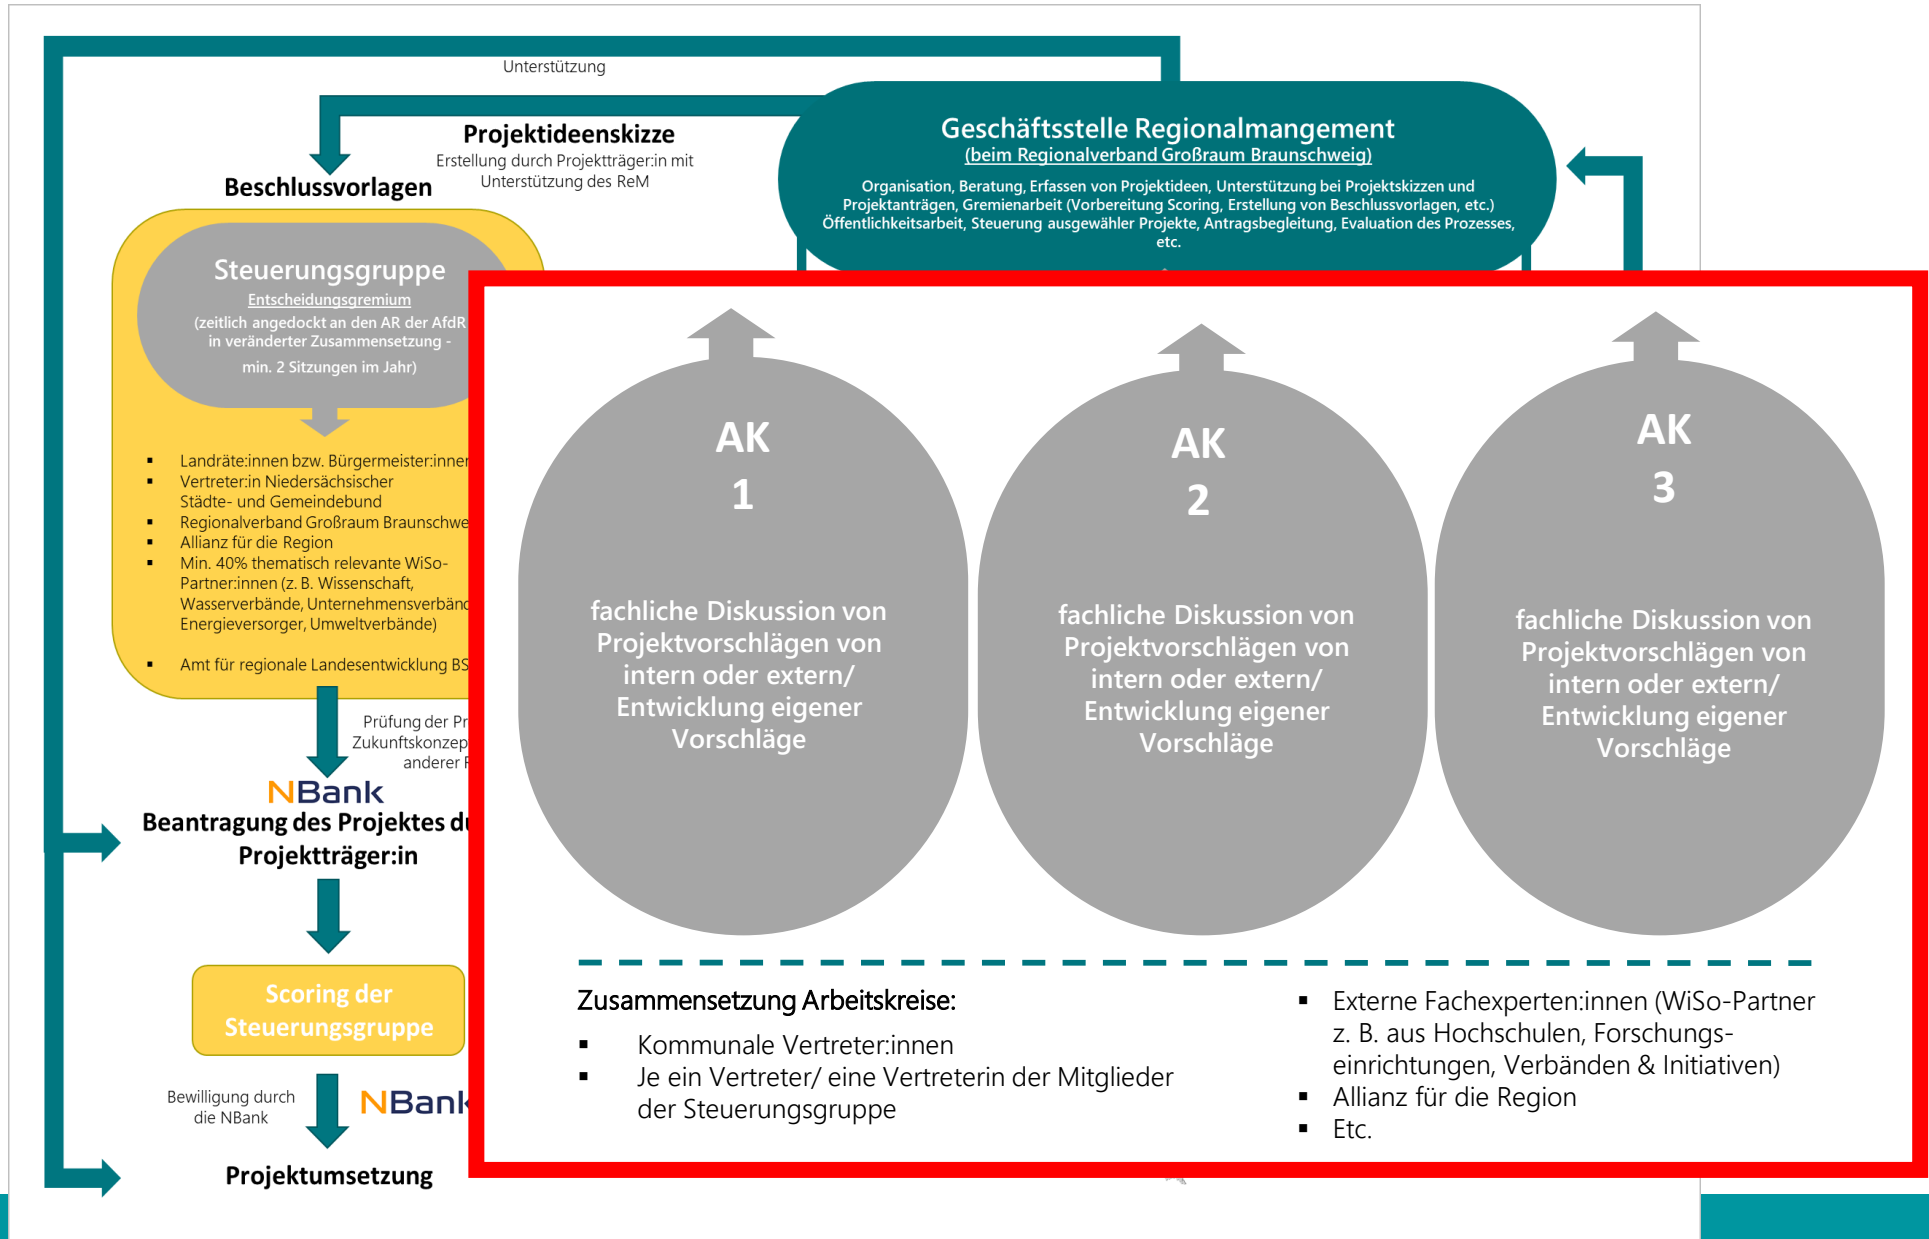 Unterstützung
Projektideenskizze
Erstellung durch Projektträger:in mit
Unterstützung des ReM
Geschäftsstelle Regionalmangement
(beim Regionalverband Großraum Braunschweig)
Organisation, Beratung, Erfassen von Projektideen, Unterstützung bei Projektskizzen und
Projektanträgen, Gremienarbeit (Vorbereitung Scoring, Erstellung von Beschlussvorlagen, etc.)
Öffentlichkeitsarbeit, Steuerung ausgewähler Projekte, Antragsbegleitung, Evaluation des Prozesses,
etc.
Beschlussvorlagen
Steuerungsgruppe
Entscheidungsgremium
(zeitlich angedockt an den AR der AfdR
in veränderter Zusammensetzung -
min. 2 Sitzungen im Jahr)
▪ Landräte:innen bzw. Bürgermeister:innen
▪ Vertreter:in Niedersächsischer
Städte- und Gemeindebund
▪ Regionalverband Großraum Braunschwe
▪ Allianz für die Region
▪ Min. 40% thematisch relevante WiSo-
Partner:innen (z. B. Wissenschaft,
Wasserverbände, Unternehmensverbänd
Energieversorger, Umweltverbände)
▪ Amt für regionale Landesentwicklung BS
Prüfung der Pr
Zukunftskonzep
anderer
NBank
Beantragung des Projektes du
Projektträger:in
Scoring der
Steuerungsgruppe
Bewilligung durch
die NBank
NBank
Projektumsetzung
AK
1
fachliche Diskussion von
Projektvorschlägen von
intern oder extern/
Entwicklung eigener
Vorschläge
AK
2
fachliche Diskussion von
Projektvorschlägen von
intern oder extern/
Entwicklung eigener
Vorschläge
AK
3
fachliche Diskussion von
Projektvorschlägen von
intern oder extern/
Entwicklung eigener
Vorschläge
Zusammensetzung Arbeitskreise:
▪ Kommunale Vertreter:innen
▪ Je ein Vertreter/ eine Vertreterin der Mitglieder
der Steuerungsgruppe
▪ Externe Fachexperten:innen (WiSo-Partner
z. B. aus Hochschulen, Forschungs-
einrichtungen, Verbänden & Initiativen)
▪ Allianz für die Region
▪ Etc.